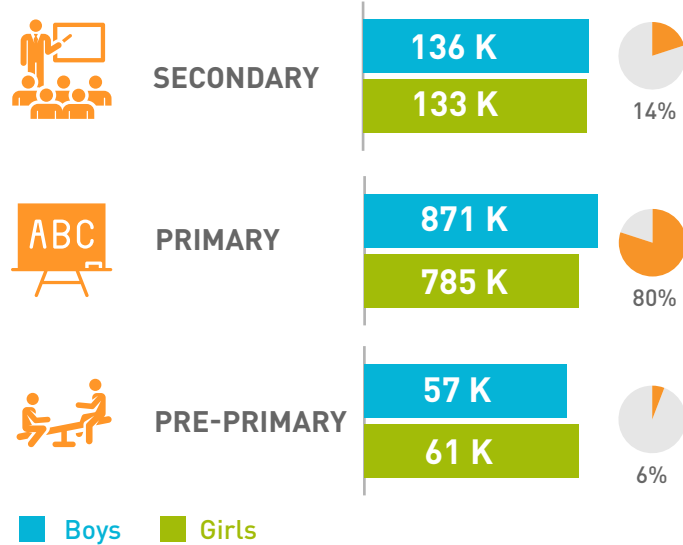 SECONDARY
136 K
133 K
14%
ABC
PRIMARY
871 K
785 K
80%
PRE-PRIMARY
57 K
61 K
6%
Boys Girls